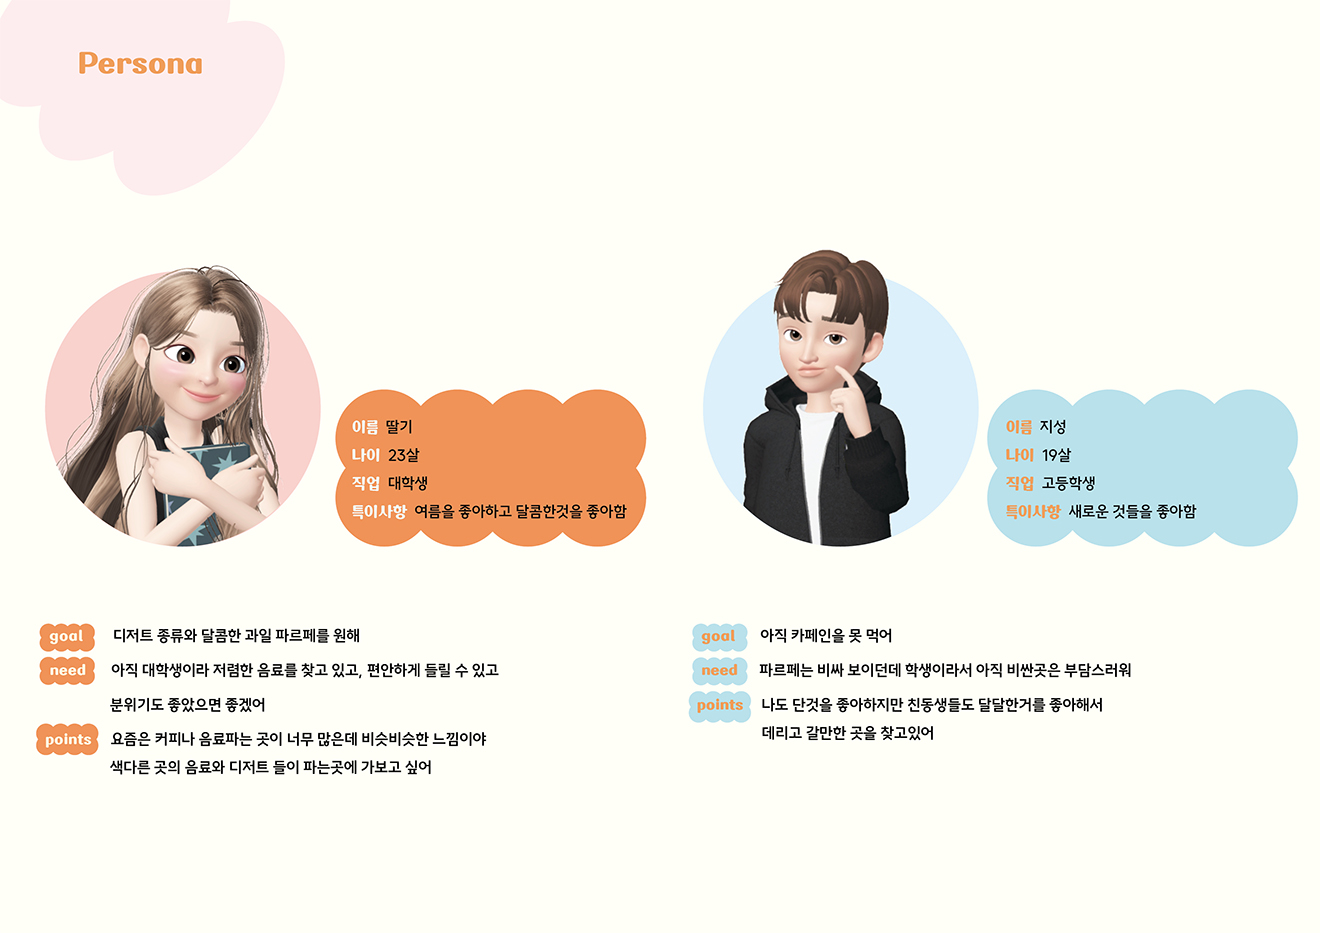 Persona
이름 딸기
나이 23살
직업 대학생
특이사항 여름을 좋아하고 달콤한것을 좋아함
goal 디저트 종류와 달콤한 과일 파르페를 원해
need 아직 대학생이라 저렴한 음료를 찾고 있고, 편안하게 들릴 수 있고
분위기도 좋았으면 좋겠어
points 요즘은 커피나 음료파는 곳이 너무 많은데 비슷비슷한 느낌이야
색다른 곳의 음료와 디저트 들이 파는곳에 가보고 싶어
이름 지성
나이 19살
직업 고등학생
특이사항 새로운 것들을 좋아함
goal 아직 카페인을 못 먹어
need 파르페는 비싸 보이던데 학생이라서 아직 비싼곳은 부담스러워
points 나도 단것을 좋아하지만 친동생들도 달달한거를 좋아해서
데리고 갈만한 곳을 찾고있어